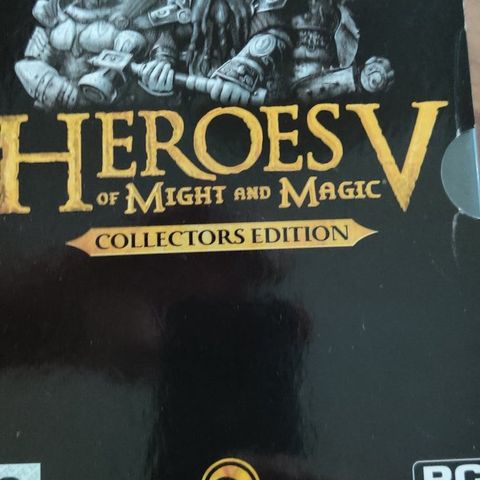 HEROES V
OF MIGHT AND MAGIC®
COLLECTORS EDITION
PC